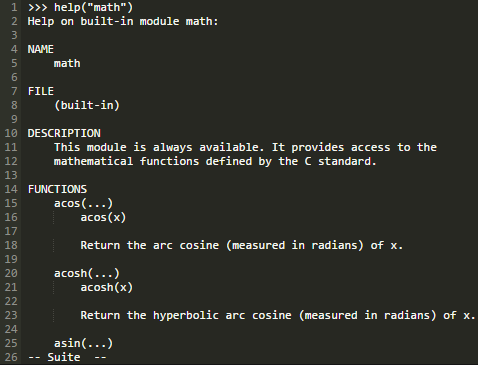 1 >>> help("math")
2 Help on built-in module math:
3
4 NAME
5     math
6
7 FILE
8     (built-in)
9
10 DESCRIPTION
11     This module is always available. It provides access to the
12     mathematical functions defined by the C standard.
13
14 FUNCTIONS
15     acos(...)
16         acos(x)
17
18         Return the arc cosine (measured in radians) of x.
19
20     acosh(...)
21         acosh(x)
22
23         Return the hyperbolic arc cosine (measured in radians) of x.
24
25     asin(...)
26 -- Suite  --